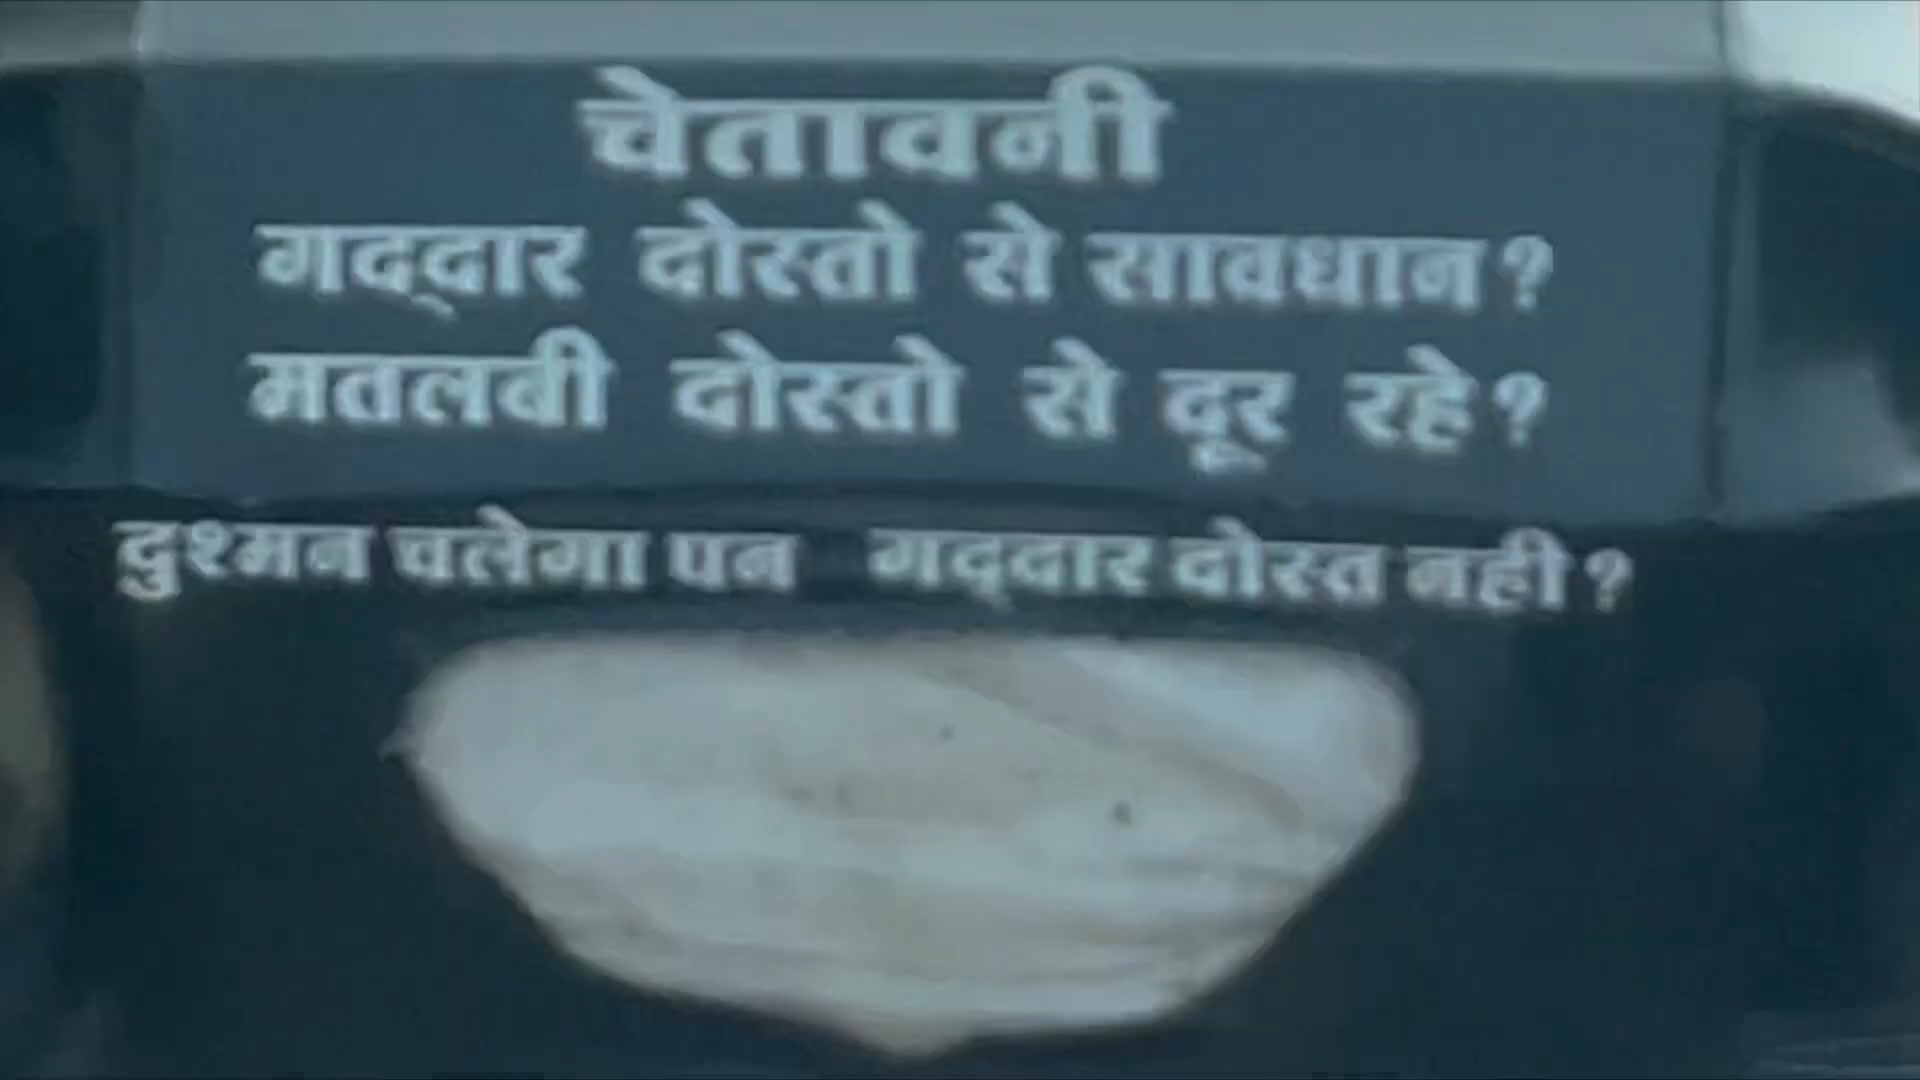 चेतावनी
गद्‌दार दोस्तो से सावधान?
मतलबी दोस्तो से दूर रहे?
दुश्मन चलेगा पन गद्‌दार दोस्त नही?